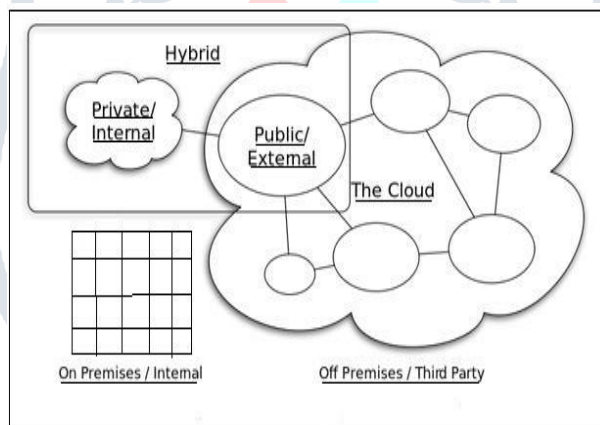 Hybrid
Private/
Internal
Public/
External
The Cloud
On Premises / Internal
Off Premises / Third Party